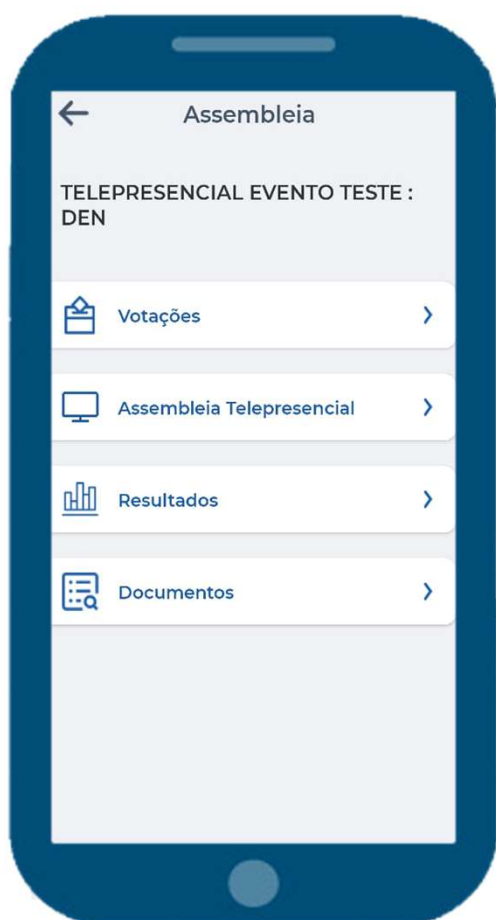 Assembleia
TELEPRESENCIAL EVENTO TESTE :
DEN
Votações
Assembleia Telepresencial
Resultados
Documentos